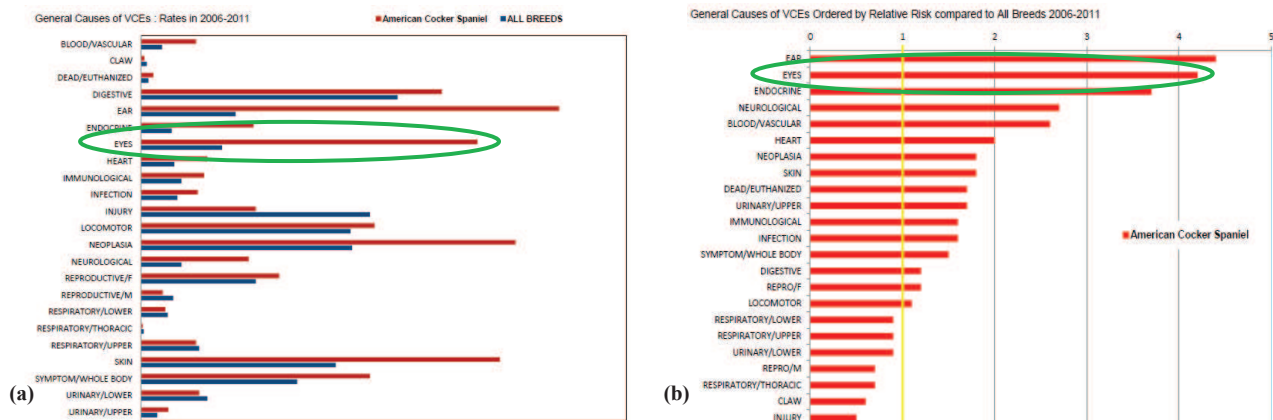 General Causes of VCEs : Rates in 2006-2011
American Cocker Spaniel ALL BREEDS
BLOOD/VASCULAR
CLAW
DEAD/EUTHANIZED
DIGESTIVE
EAR
ENDOCRINE
EYES
HEART
IMMUNOLOGICAL
INFECTION
INJURY
LOCOMOTOR
NEOPLASIA
NEUROLOGICAL
REPRODUCTIVE/F
REPRODUCTIVE/M
RESPIRATORY/LOWER
RESPIRATORY/THORACIC
RESPIRATORY/UPPER
SKIN
SYMPTOM/WHOLE BODY
URINARY/LOWER
URINARY/UPPER
(a)
General Causes of VCEs Ordered by Relative Risk compared to All Breeds 2006-2011
0 1 2 3 4 5
EAR
EYES
ENDOCRINE
NEUROLOGICAL
BLOOD/VASCULAR
HEART
NEOPLASIA
SKIN
DEAD/EUTHANIZED
URINARY/UPPER
IMMUNOLOGICAL
INFECTION
SYMPTOM/WHOLE BODY
DIGESTIVE
REPRO/F
LOCOMOTOR
RESPIRATORY/LOWER
RESPIRATORY/UPPER
URINARY/LOWER
REPRO/M
RESPIRATORY/THORACIC
CLAW
INJURY
American Cocker Spaniel
(b)